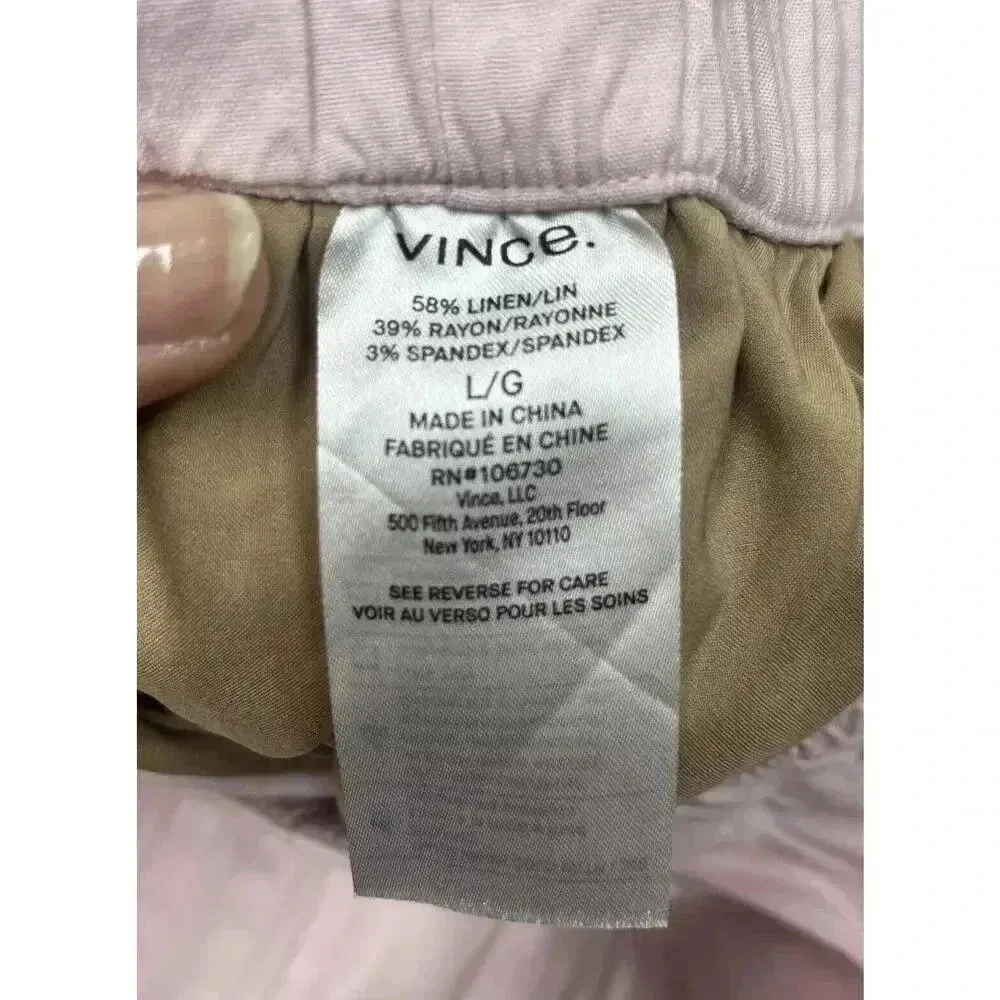 VINCe.
58% LINEN/LIN
39% RAYON/RAYONNE
3% SPANDEX/SPANDEX
L/G
MADE IN CHINA
FABRIQUÉ EN CHINE
RN#106730
Vince, LLC
500 Fifth Avenue, 20th Floor
New York, NY 10110
SEE REVERSE FOR CARE
VOIR AU VERSO POUR LES SOINS